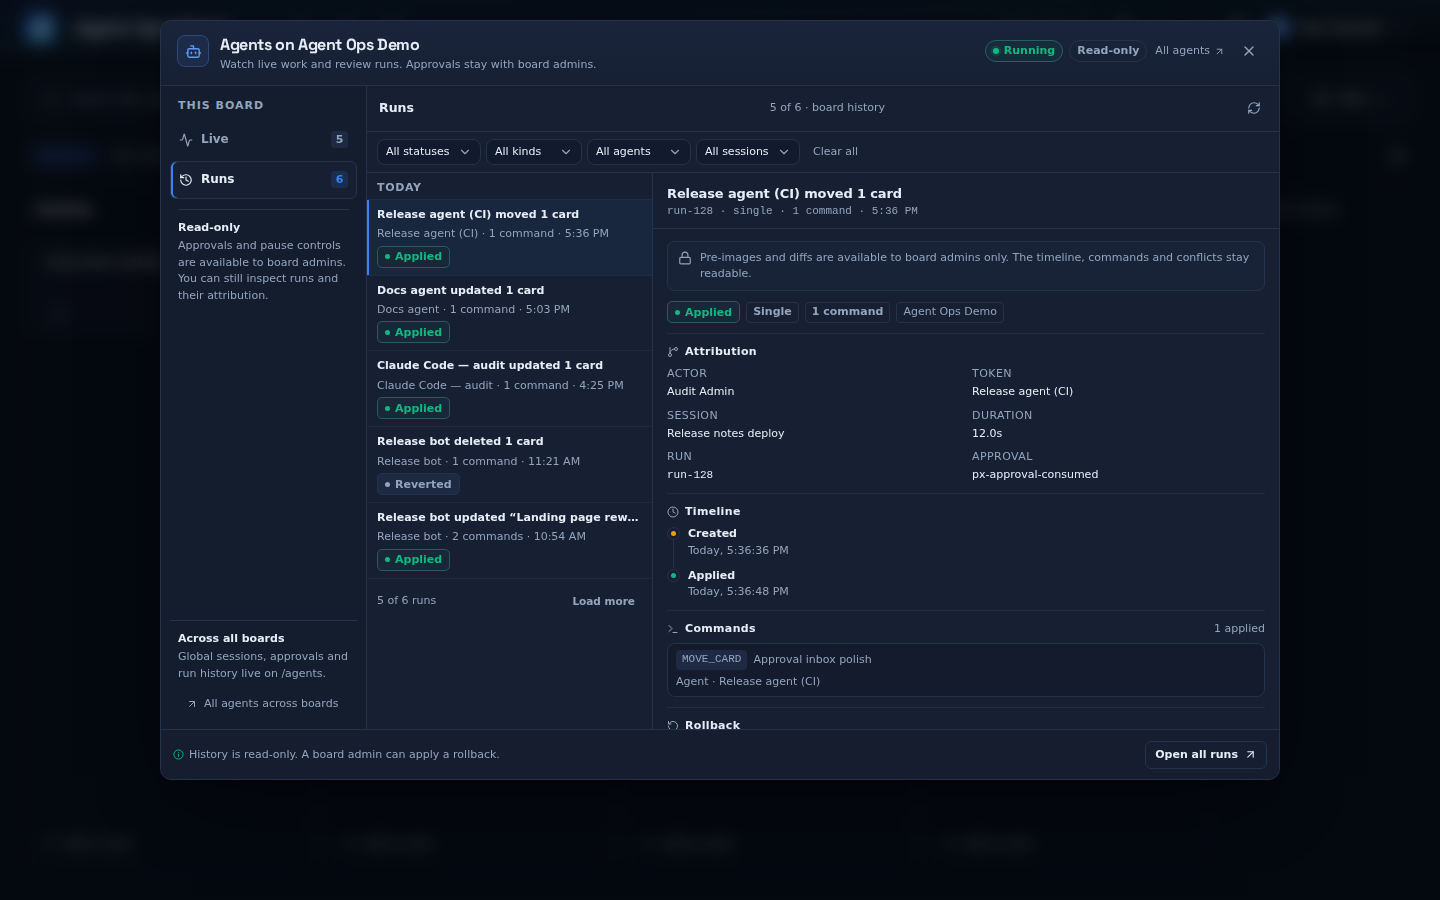 Agents on Agent Ops Demo
Watch live work and review runs. Approvals stay with board admins.
Running
Read-only
All agents
THIS BOARD
Live
5
Runs
6
Read-only
Approvals and pause controls
are available to board admins.
You can still inspect runs and
their attribution.
Across all boards
Global sessions, approvals and
run history live on /agents.
All agents across boards
Runs
5 of 6 · board history
All statuses
All kinds
All agents
All sessions
Clear all
TODAY
Release agent (CI) moved 1 card
Release agent (CI) · 1 command · 5:36 PM
Applied
Docs agent updated 1 card
Docs agent · 1 command · 5:03 PM
Applied
Claude Code — audit updated 1 card
Claude Code — audit · 1 command · 4:25 PM
Applied
Release bot deleted 1 card
Release bot · 1 command · 11:21 AM
Reverted
Release bot updated “Landing page rew…
Release bot · 2 commands · 10:54 AM
Applied
5 of 6 runs
Load more
Release agent (CI) moved 1 card
run-128 · single · 1 command · 5:36 PM
Pre-images and diffs are available to board admins only. The timeline, commands and conflicts stay
readable.
Applied
Single
1 command
Agent Ops Demo
Attribution
ACTOR
Audit Admin
TOKEN
Release agent (CI)
SESSION
Release notes deploy
DURATION
12.0s
RUN
run-128
APPROVAL
px-approval-consumed
Timeline
Created
Today, 5:36:36 PM
Applied
Today, 5:36:48 PM
Commands
1 applied
MOVE_CARD
Approval inbox polish
Agent · Release agent (CI)
Rollback
History is read-only. A board admin can apply a rollback.
Open all runs